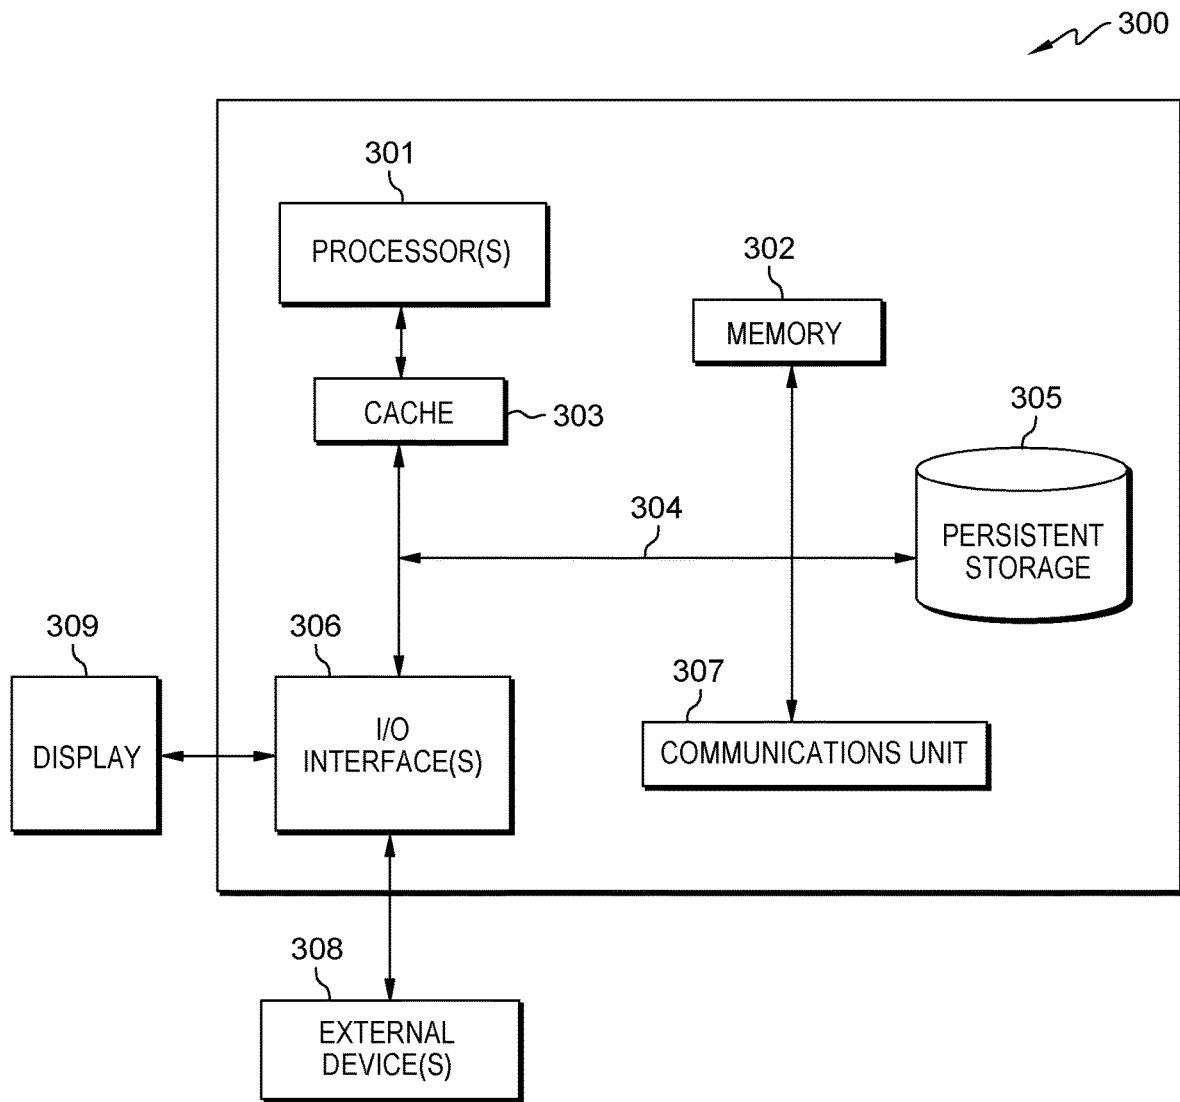 300
301
PROCESSOR(S)
302
MEMORY
CACHE
303
305
PERSISTENT
STORAGE
304
309
DISPLAY
306
I/O
INTERFACE(S)
307
COMMUNICATIONS UNIT
308
EXTERNAL
DEVICE(S)